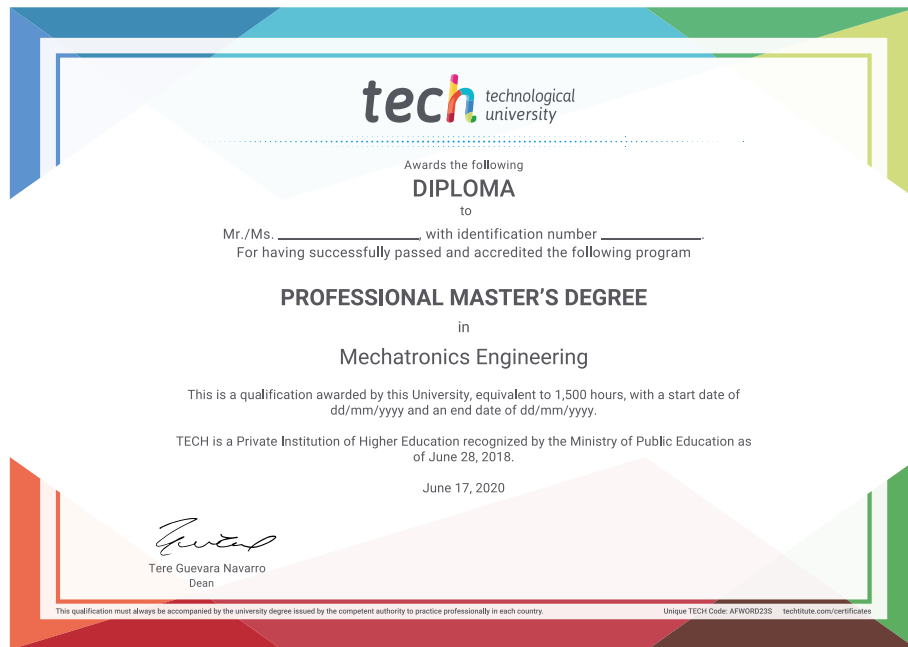 tech technological
university
Awards the following
DIPLOMA
to
Mr./Ms. ____________________, with identification number ______________.
For having successfully passed and accredited the following program
PROFESSIONAL MASTER’S DEGREE
in
Mechatronics Engineering
This is a qualification awarded by this University, equivalent to 1,500 hours, with a start date of
dd/mm/yyyy and an end date of dd/mm/yyyy.
TECH is a Private Institution of Higher Education recognized by the Ministry of Public Education as
of June 28, 2018.
June 17, 2020
Tere Guevara Navarro
Dean
This qualification must always be accompanied by the university degree issued by the competent authority to practice professionally in each country. Unique TECH Code: AFWORD23S techtitute.com/certificates